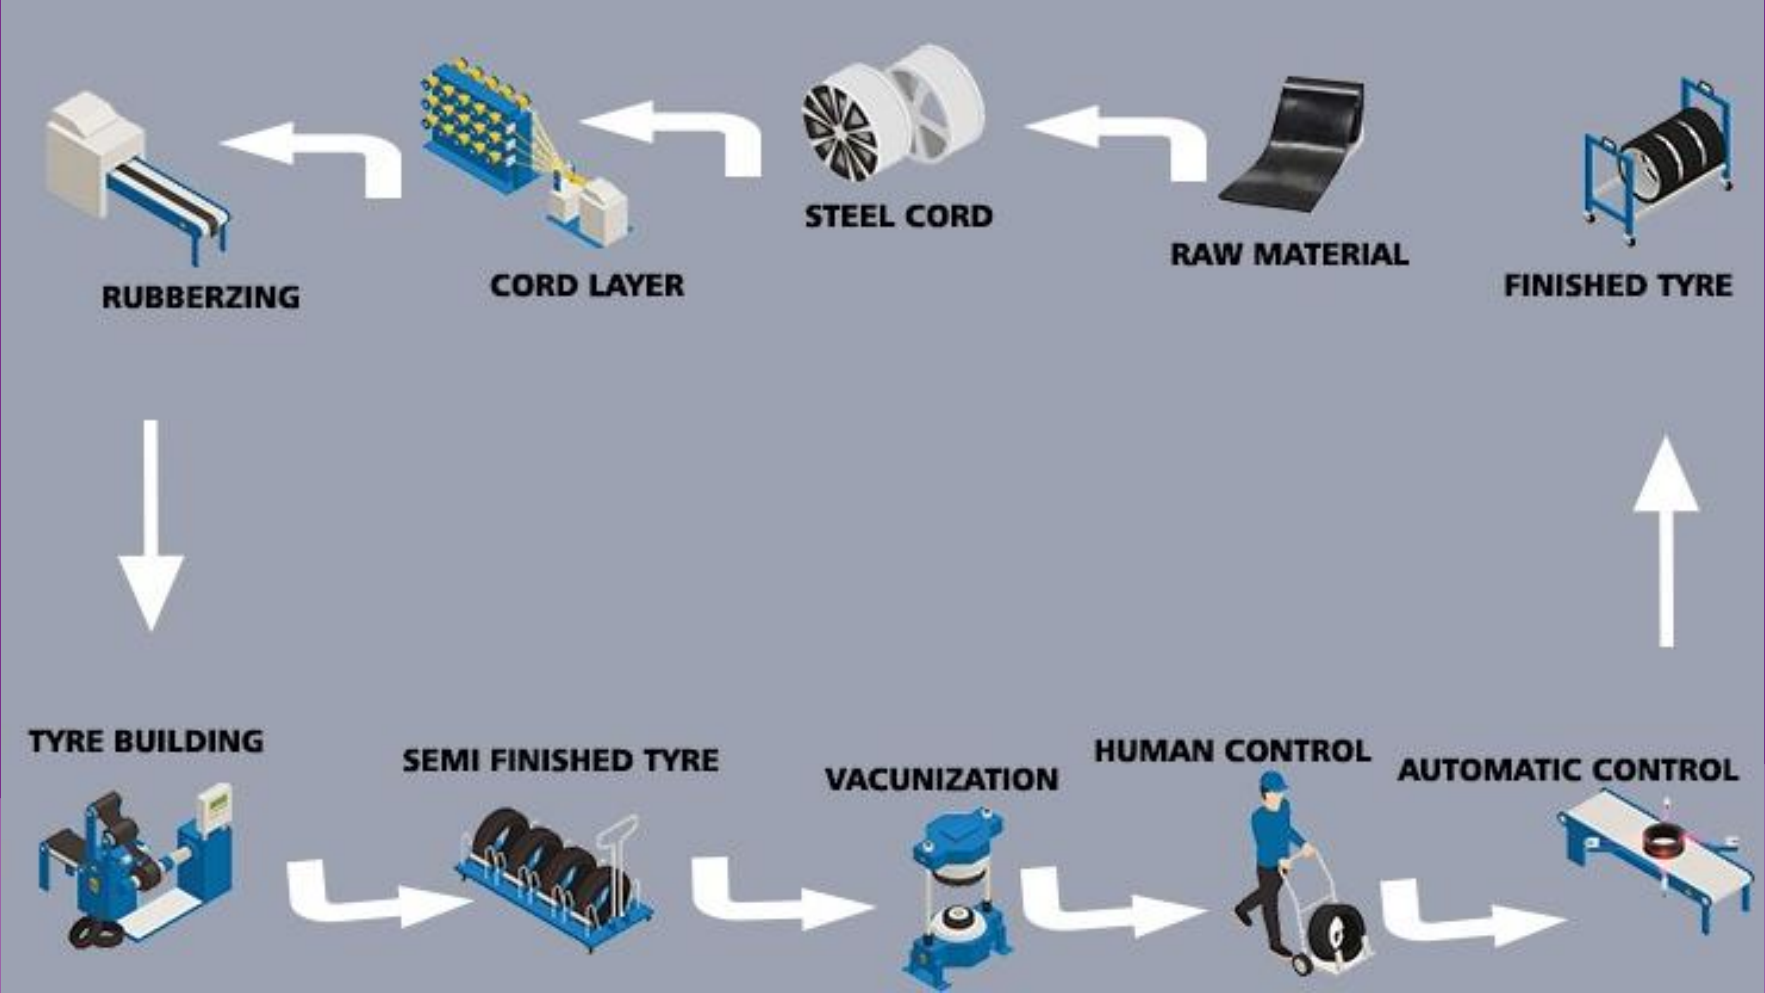 STEEL CORD
RAW MATERIAL
FINISHED TYRE
CORD LAYER
RUBBERZING
TYRE BUILDING
SEMI FINISHED TYRE
VACUNIZATION
HUMAN CONTROL
AUTOMATIC CONTROL